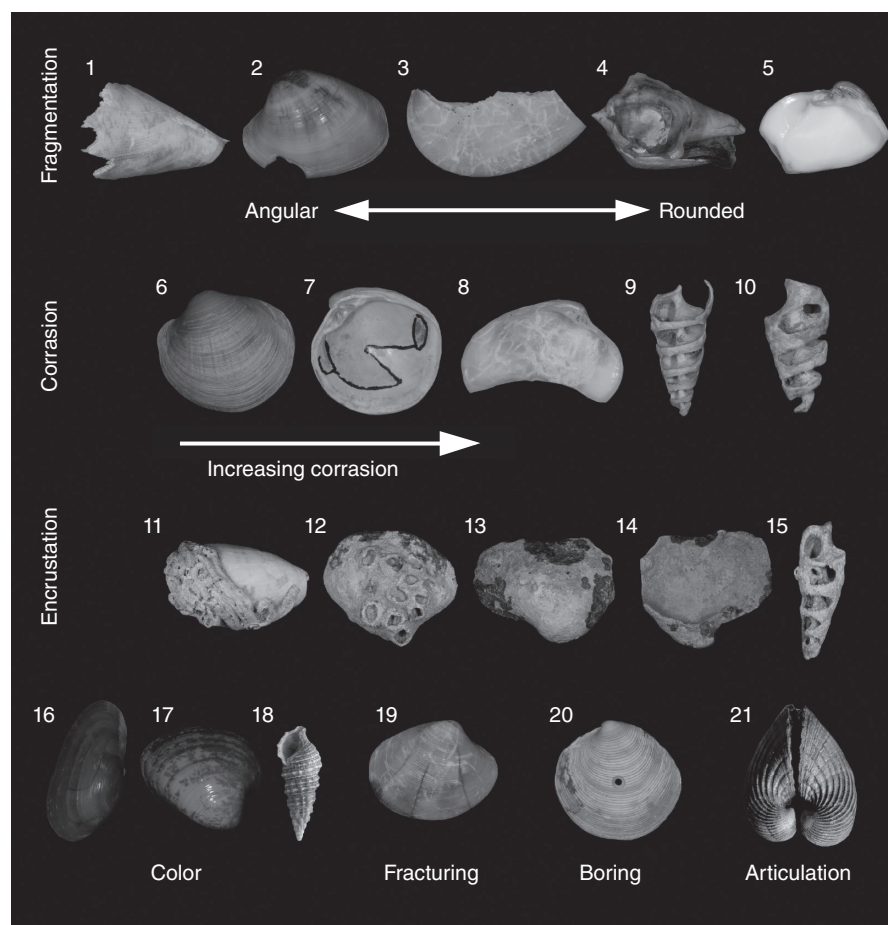 Fragmentation
1 2 3 4 5
Angular Rounded
Corrasion
6 7 8 9 10
Increasing corrasion
Encrustation
11 12 13 14 15
16 17 18 19 20 21
Color Fracturing Boring Articulation